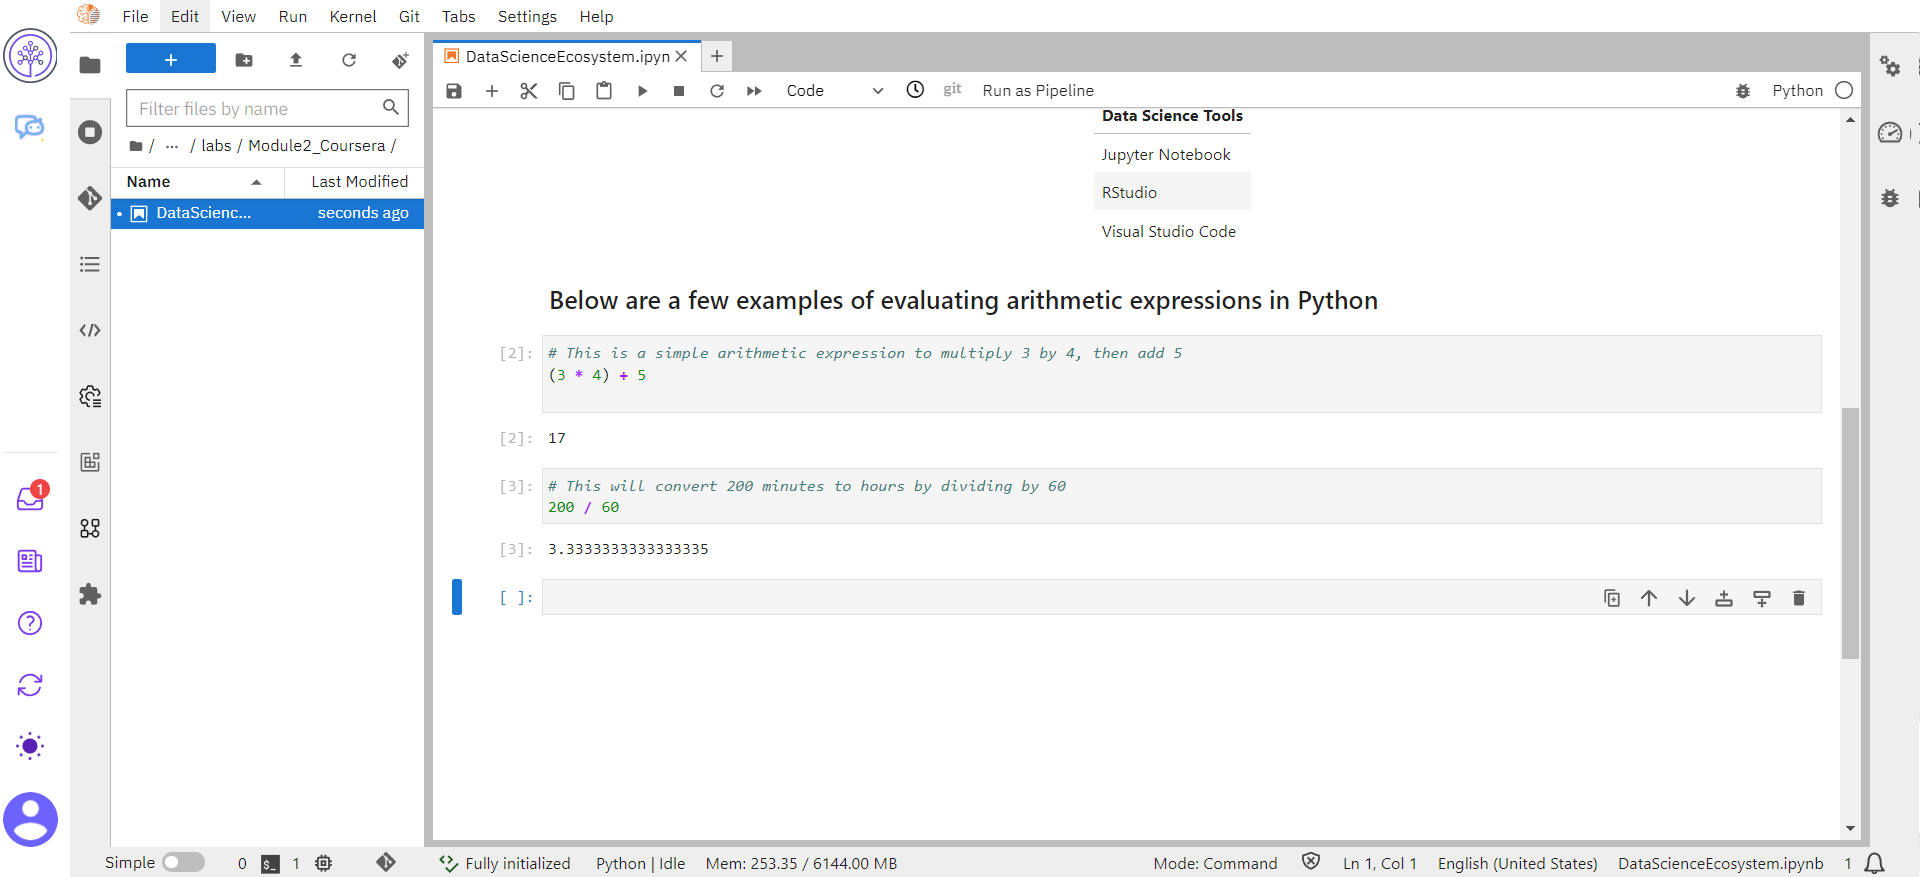 File Edit View Run Kernel Git Tabs Settings Help
+
DataScienceEcosystem.ipyn
Filter files by name
Code
git
Run as Pipeline
Python
/ ... / labs / Module2_Coursera /
Name
Last Modified
DataScienc...
seconds ago
Data Science Tools
Jupyter Notebook
RStudio
Visual Studio Code
Below are a few examples of evaluating arithmetic expressions in Python
[2]:
# This is a simple arithmetic expression to multiply 3 by 4, then add 5
(3 * 4) + 5
[2]:
17
[3]:
# This will convert 200 minutes to hours by dividing by 60
200 / 60
[3]:
3.3333333333333335
[ ]:
1
Simple
0
$_
1
Fully initialized
Python | Idle
Mem: 253.35 / 6144.00 MB
Mode: Command
Ln 1, Col 1
English (United States)
DataScienceEcosystem.ipynb
1